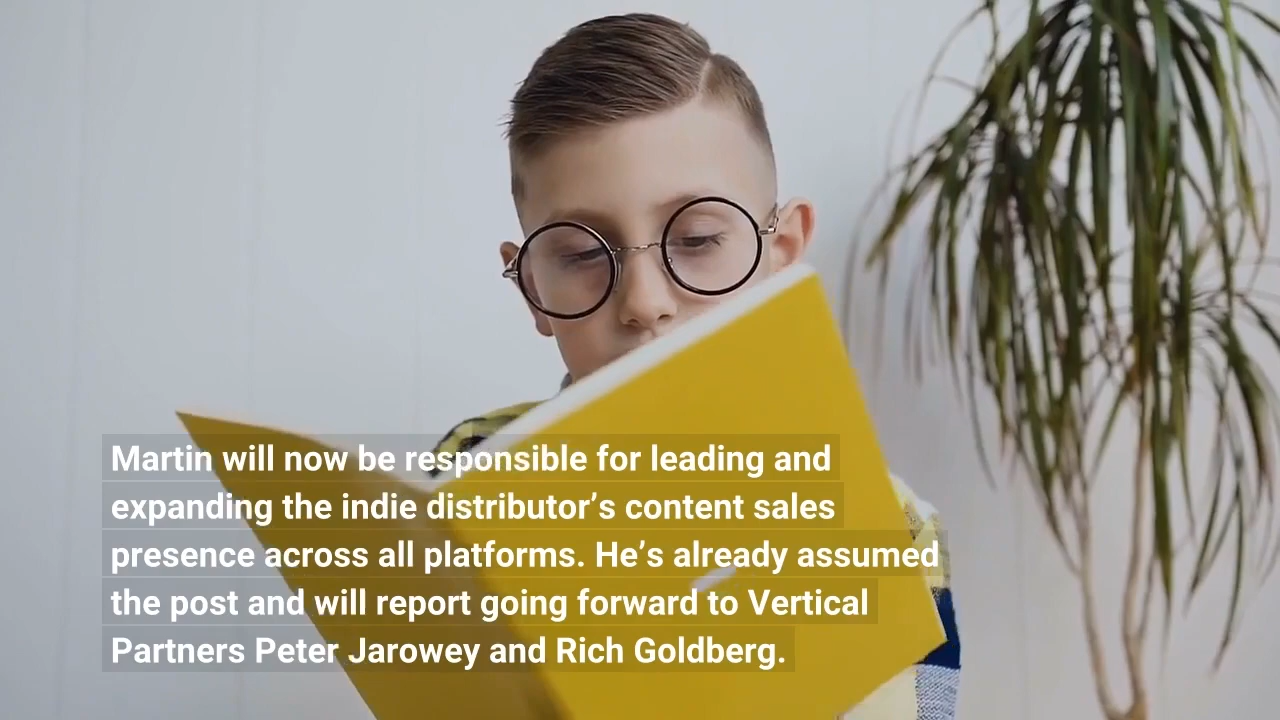 Martin will now be responsible for leading and
expanding the indie distributor’s content sales
presence across all platforms. He’s already assumed
the post and will report going forward to Vertical
Partners Peter Jarowey and Rich Goldberg.